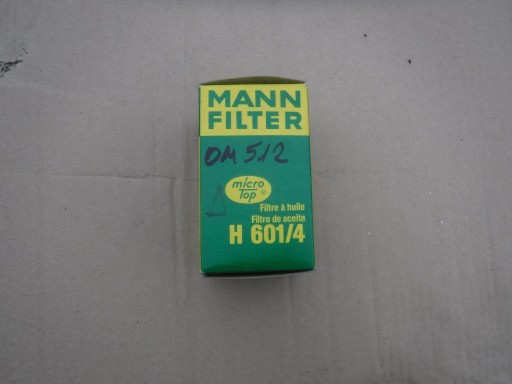 MANN
FILTER
OM 512
micro
Top ®
Filtre à huile
Filtro de aceite
H 601/4